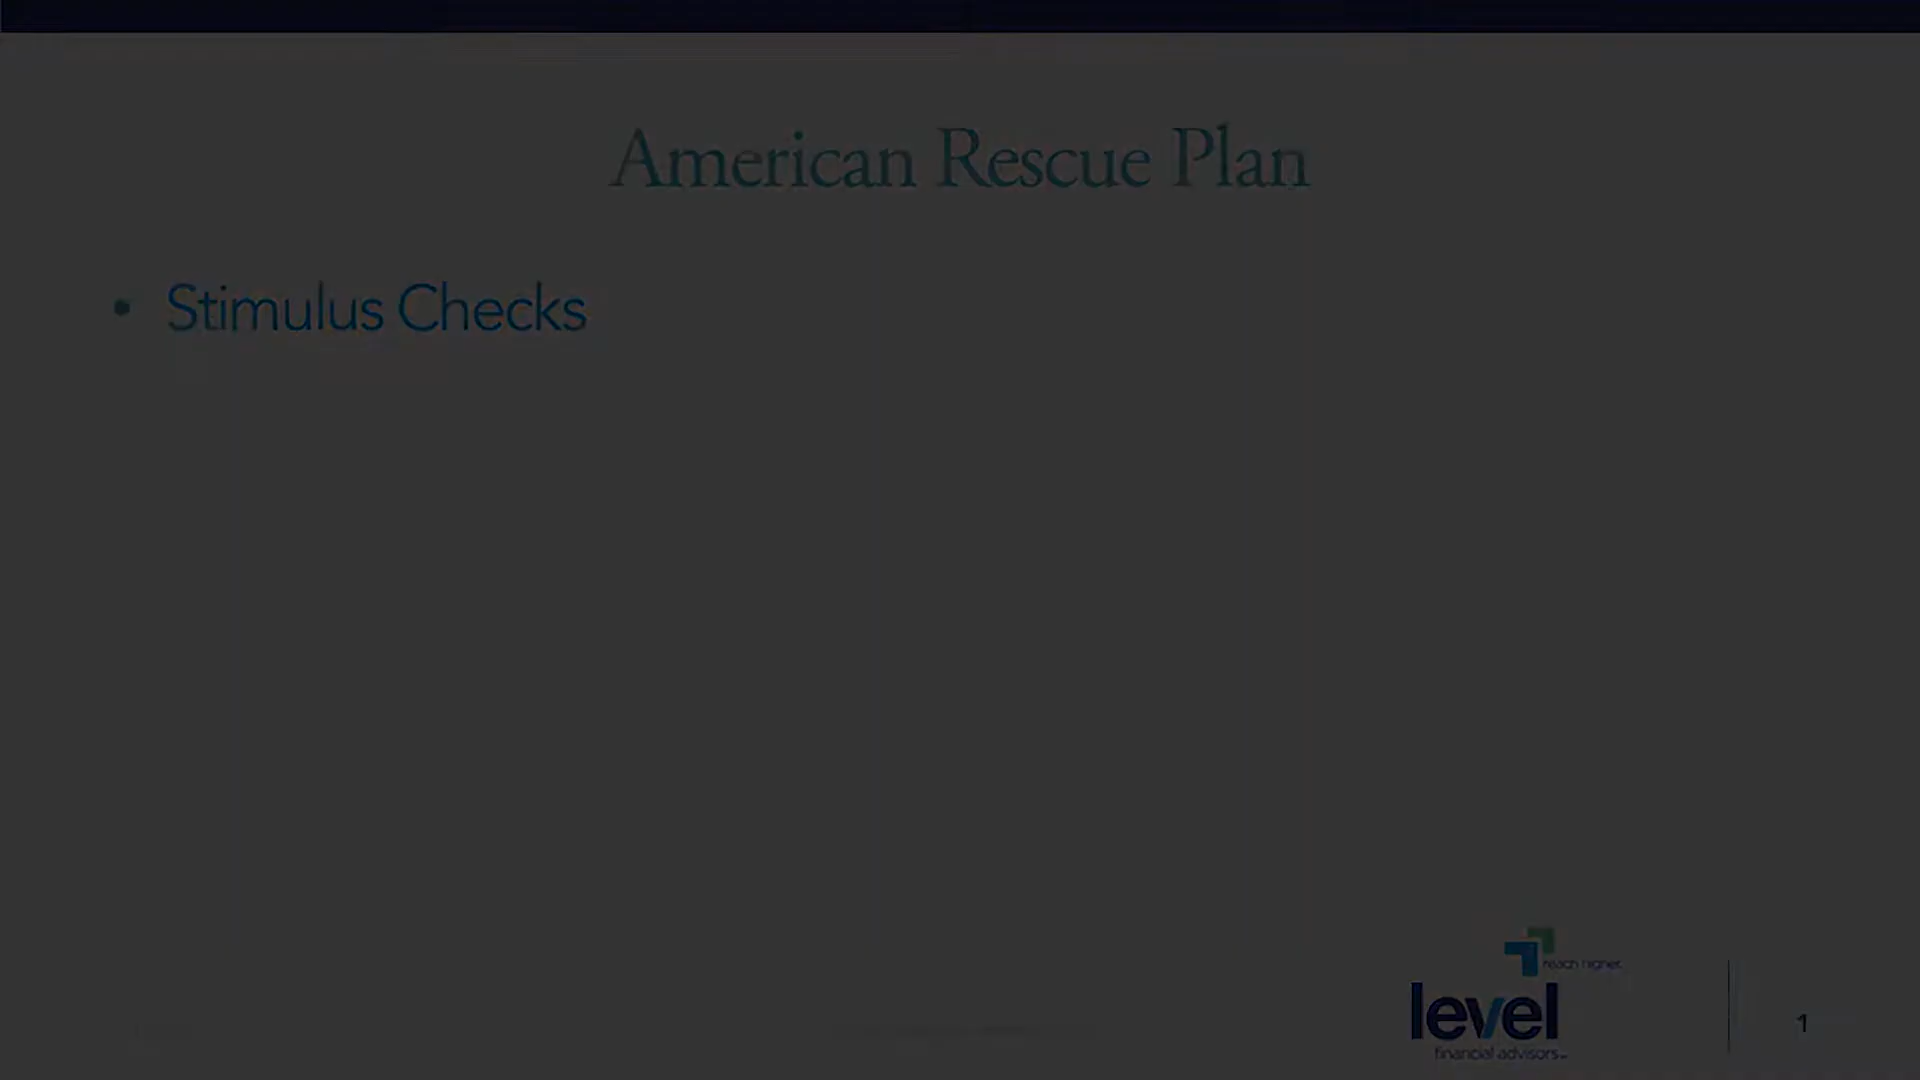 American Rescue Plan
• Stimulus Checks
reach higher.
level
financial advisors
1